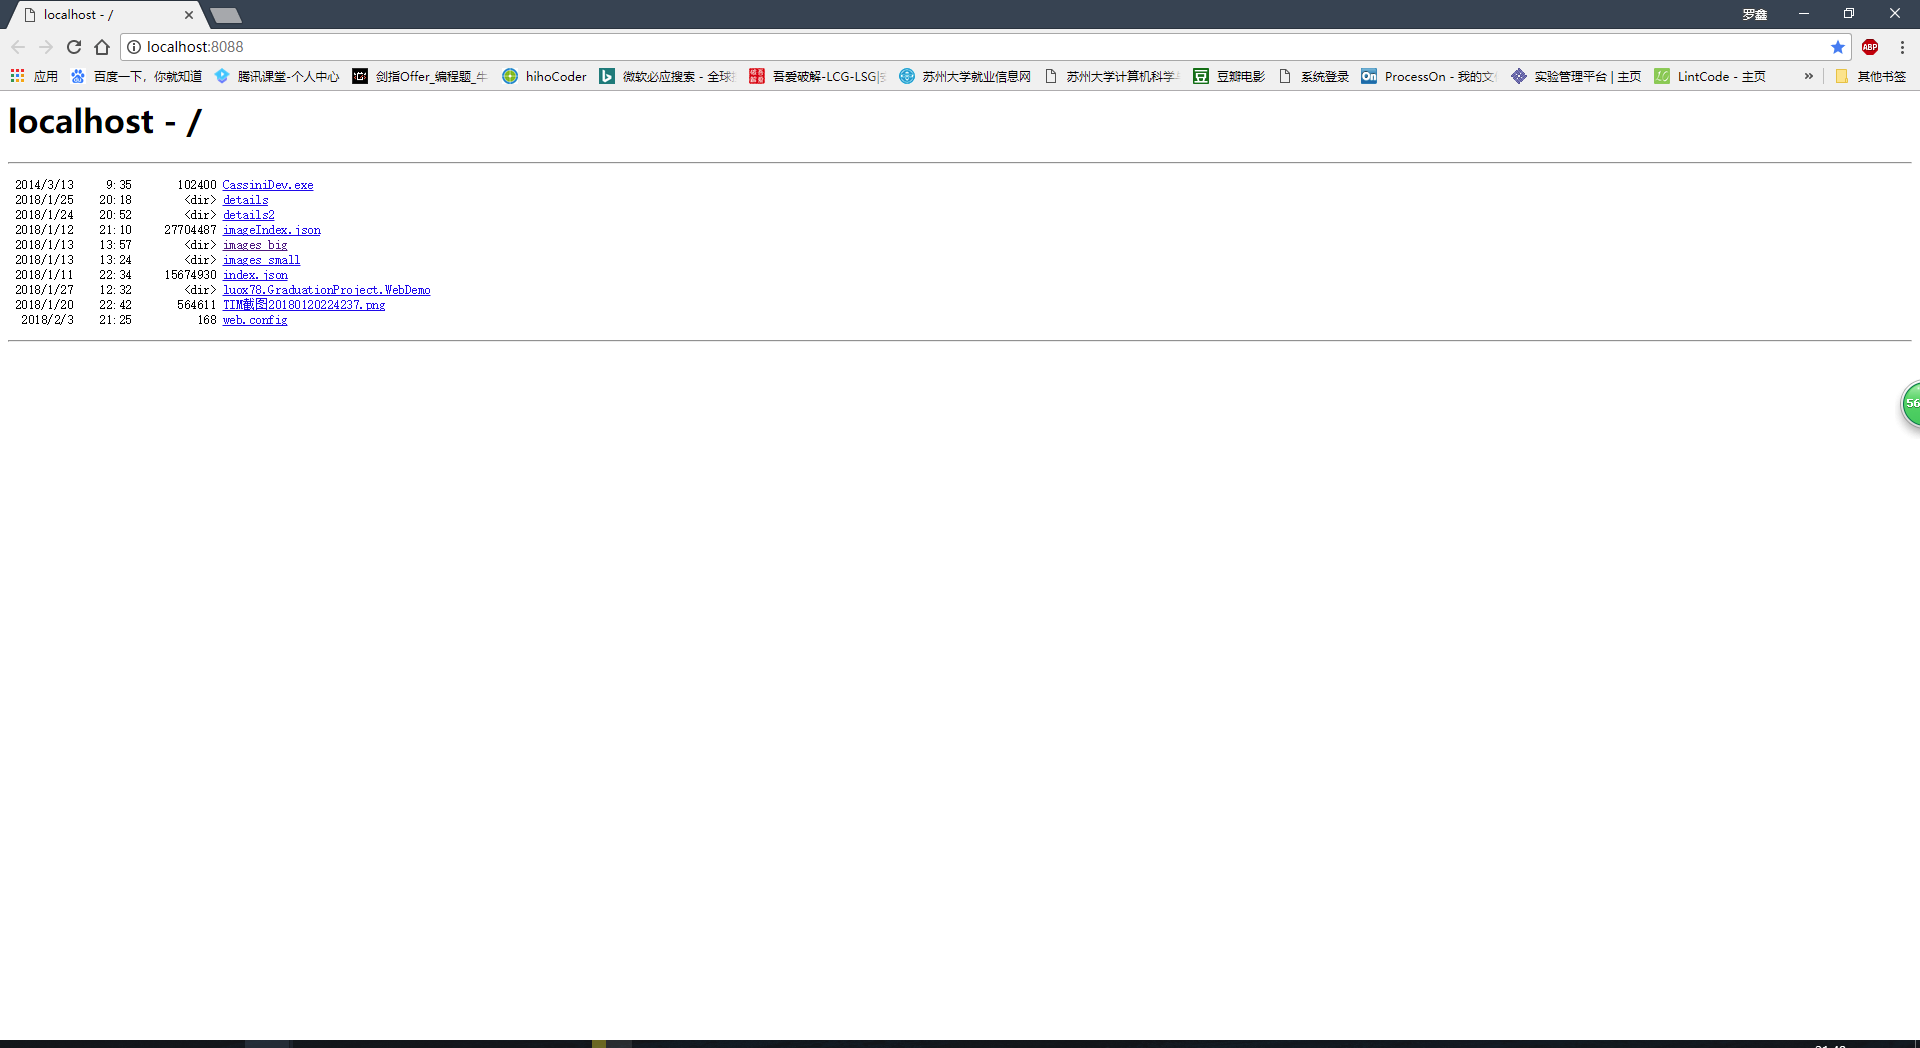 localhost - /
罗鑫
localhost:8088
应用 百度一下，你就知道 腾讯课堂-个人中心 剑指Offer_编程题_牛 hihoCoder 微软必应搜索 - 全球 吾爱破解-LCG-LSG 苏州大学就业信息网 苏州大学计算机科学 豆瓣电影 系统登录 ProcessOn - 我的文 实验管理平台 | 主页 LintCode - 主页 » 其他书签
localhost - /
2014/3/13 9:35 102400 CassiniDev.exe
2018/1/25 20:18 <dir> details
2018/1/24 20:52 <dir> details2
2018/1/12 21:10 27704487 imageIndex.json
2018/1/13 13:57 <dir> images_big
2018/1/13 13:24 <dir> images_small
2018/1/11 22:34 15674930 index.json
2018/1/27 12:32 <dir> luox78.GraduationProject.WebDemo
2018/1/20 22:42 564611 TIM截图20180120224237.png
2018/2/3 21:25 168 web.config
56